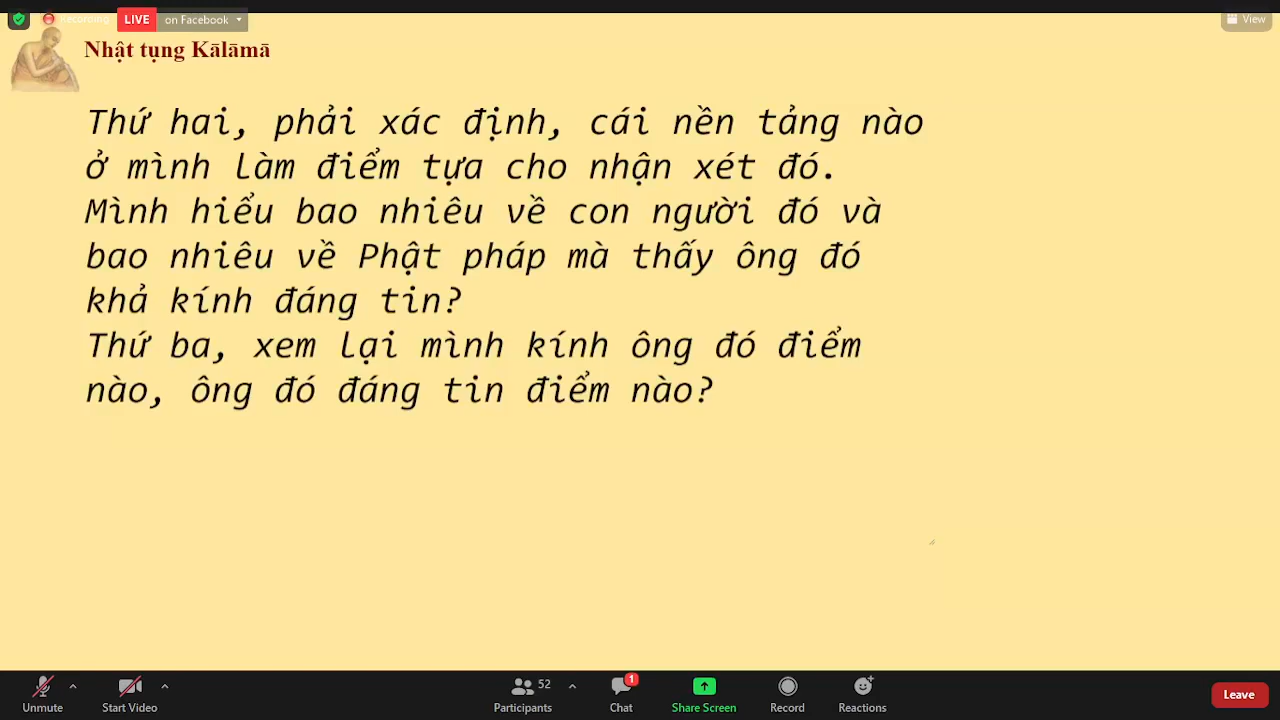 Recording
LIVE on Facebook
View
Nhật tụng Kālāmā
Thứ hai, phải xác định, cái nền tảng nào
ở mình làm điểm tựa cho nhận xét đó.
Mình hiểu bao nhiêu về con người đó và
bao nhiêu về Phật pháp mà thấy ông đó
khả kính đáng tin?
Thứ ba, xem lại mình kính ông đó điểm
nào, ông đó đáng tin điểm nào?
52
1
Unmute
Start Video
Participants
Chat
Share Screen
Record
Reactions
Leave